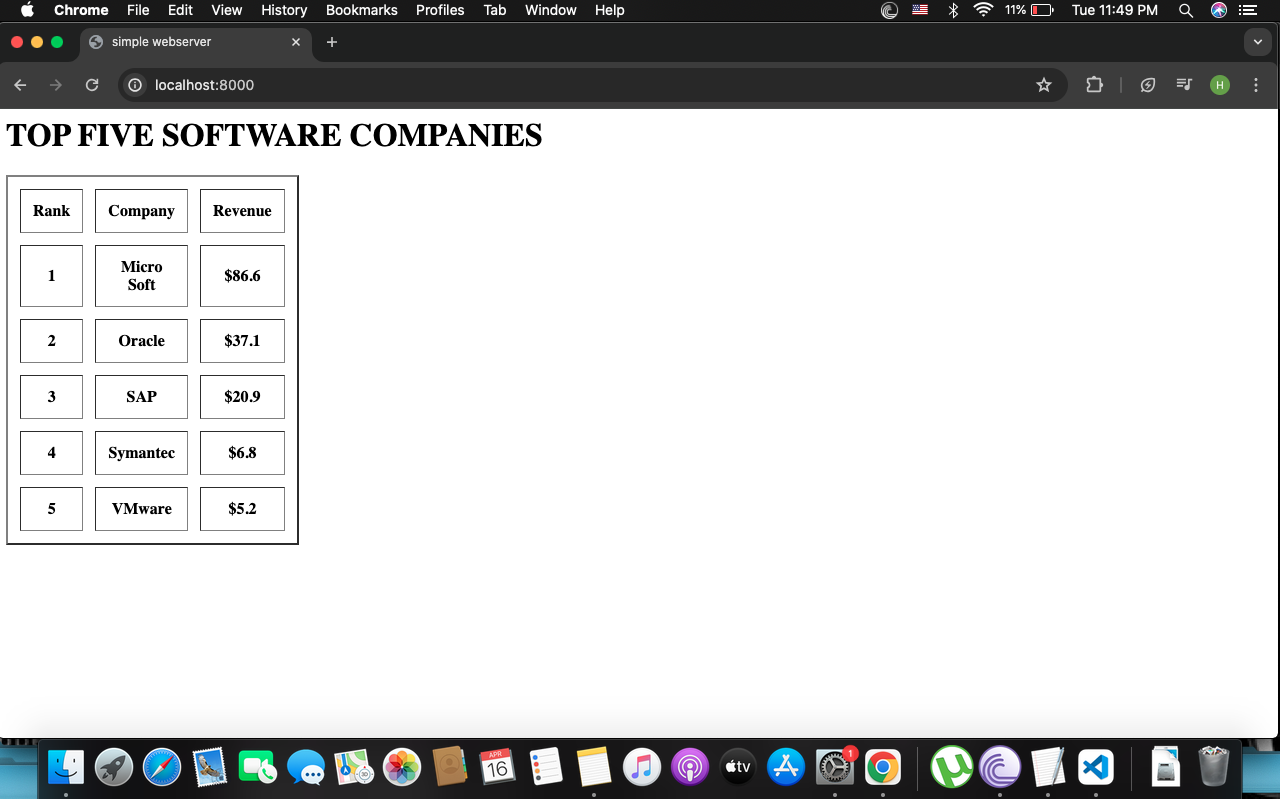 Chrome File Edit View History Bookmarks Profiles Tab Window Help 11% Tue 11:49 PM
simple webserver
localhost:8000 H
TOP FIVE SOFTWARE COMPANIES
Rank Company Revenue
1 Micro Soft $86.6
2 Oracle $37.1
3 SAP $20.9
4 Symantec $6.8
5 VMware $5.2
APR
16
3D
tv
1